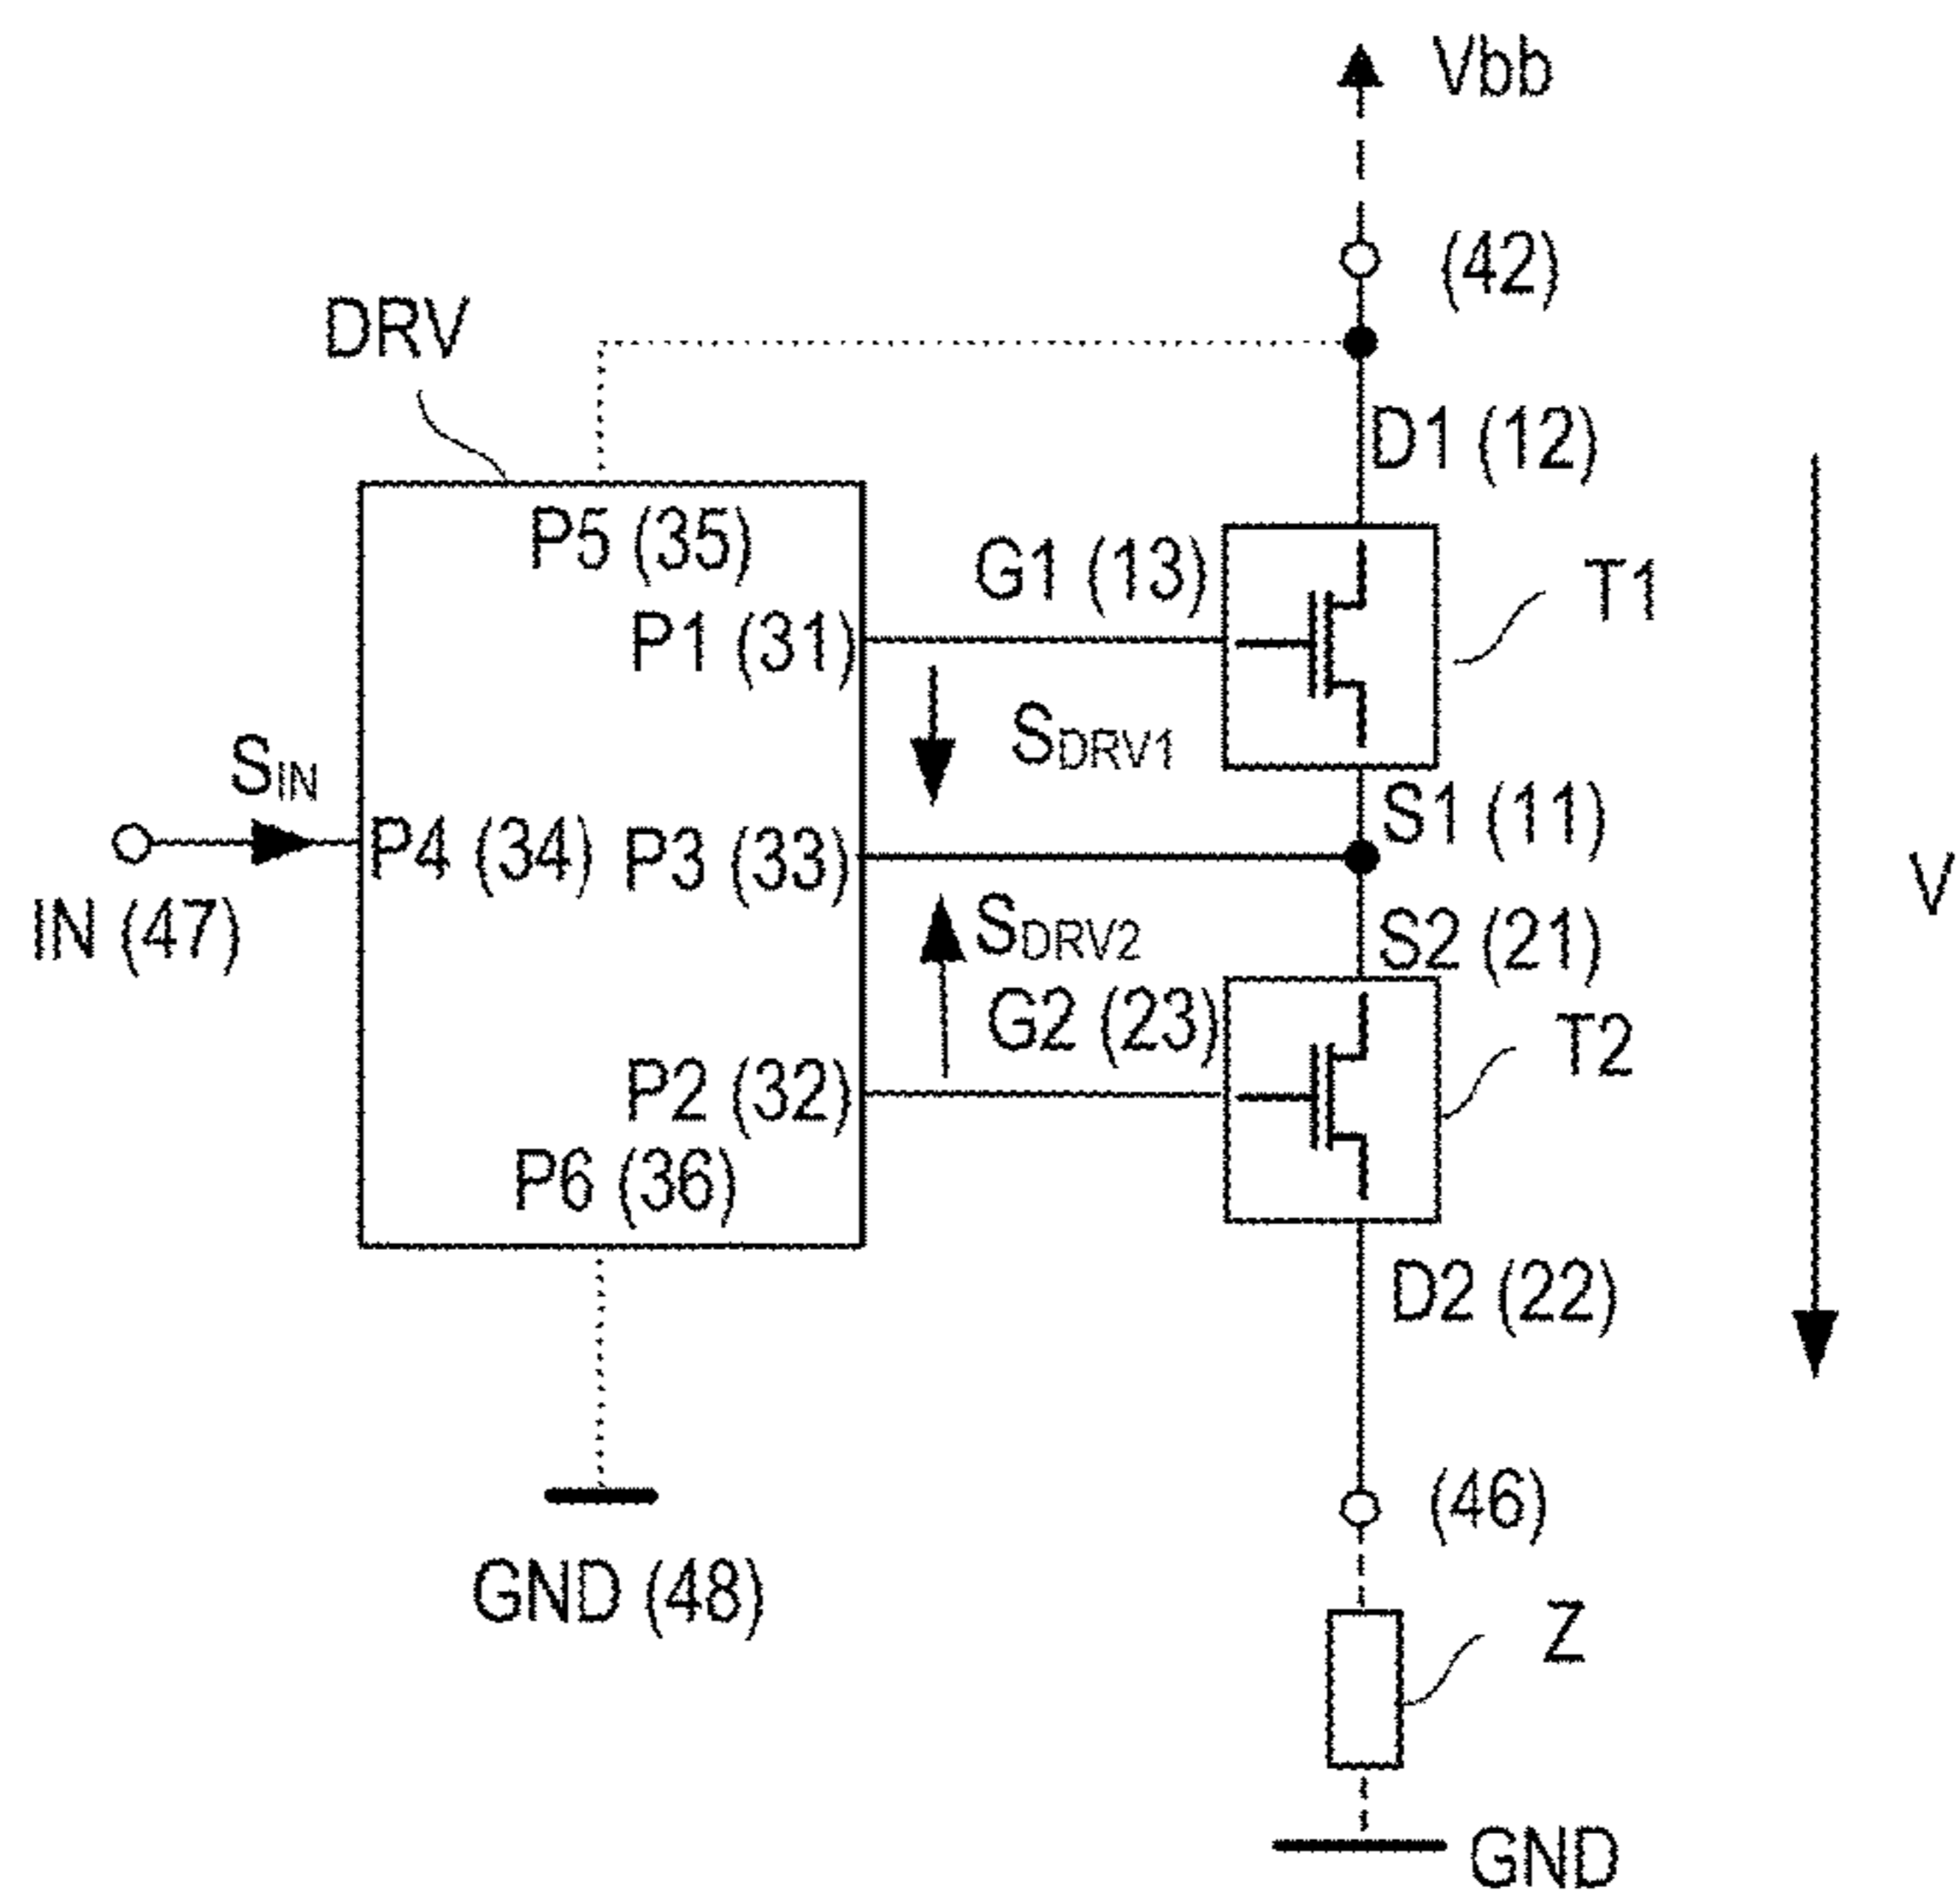 Vbb
(42)
DRV
D1 (12)
P5 (35)
G1 (13)
T1
P1 (31)
SDRV1
SIN
S1 (11)
P4 (34)
P3 (33)
V
IN (47)
SDRV2
S2 (21)
G2 (23)
T2
P2 (32)
P6 (36)
D2 (22)
(46)
GND (48)
Z
GND